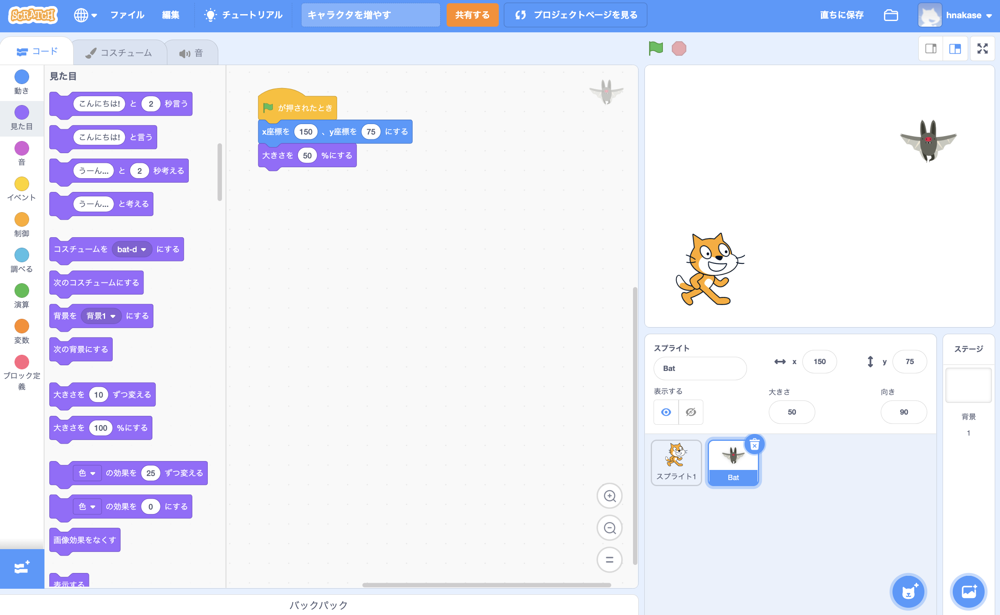 SCRATCH
ファイル
編集
チュートリアル
キャラクタを増やす
共有する
プロジェクトページを見る
直ちに保存
hnakase
コード
コスチューム
音
動き
見た目
音
イベント
制御
調べる
演算
変数
ブロック定
義
見た目
こんにちは! と 2 秒言う
こんにちは! と言う
うーん... と 2 秒考える
うーん... と考える
コスチュームを bat-d にする
次のコスチュームにする
背景を 背景1 にする
次の背景にする
大きさを 10 ずつ変える
大きさを 100 %にする
色 の効果を 25 ずつ変える
色 の効果を 0 にする
画像効果をなくす
表示する
が押されたとき
x座標を 150 、y座標を 75 にする
大きさを 50 %にする
スプライト
Bat
x 150
y 75
表示する
大きさ
50
向き
90
スプライト1
Bat
ステージ
背景
1
バックパック